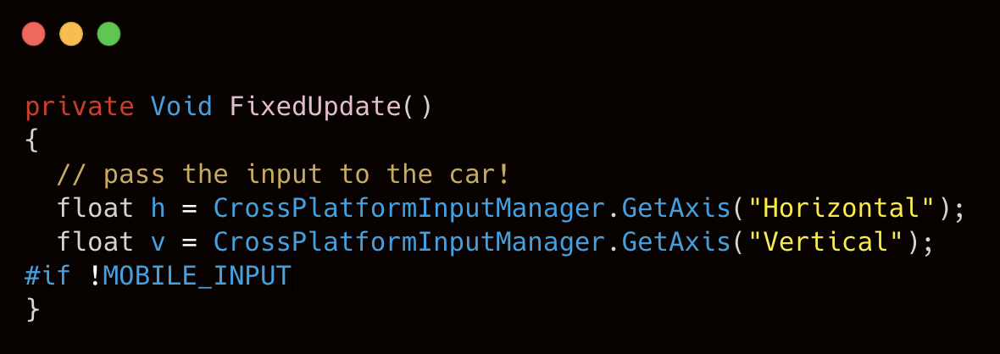 private Void FixedUpdate()
{
  // pass the input to the car!
  float h = CrossPlatformInputManager.GetAxis("Horizontal");
  float v = CrossPlatformInputManager.GetAxis("Vertical");
#if !MOBILE_INPUT
}